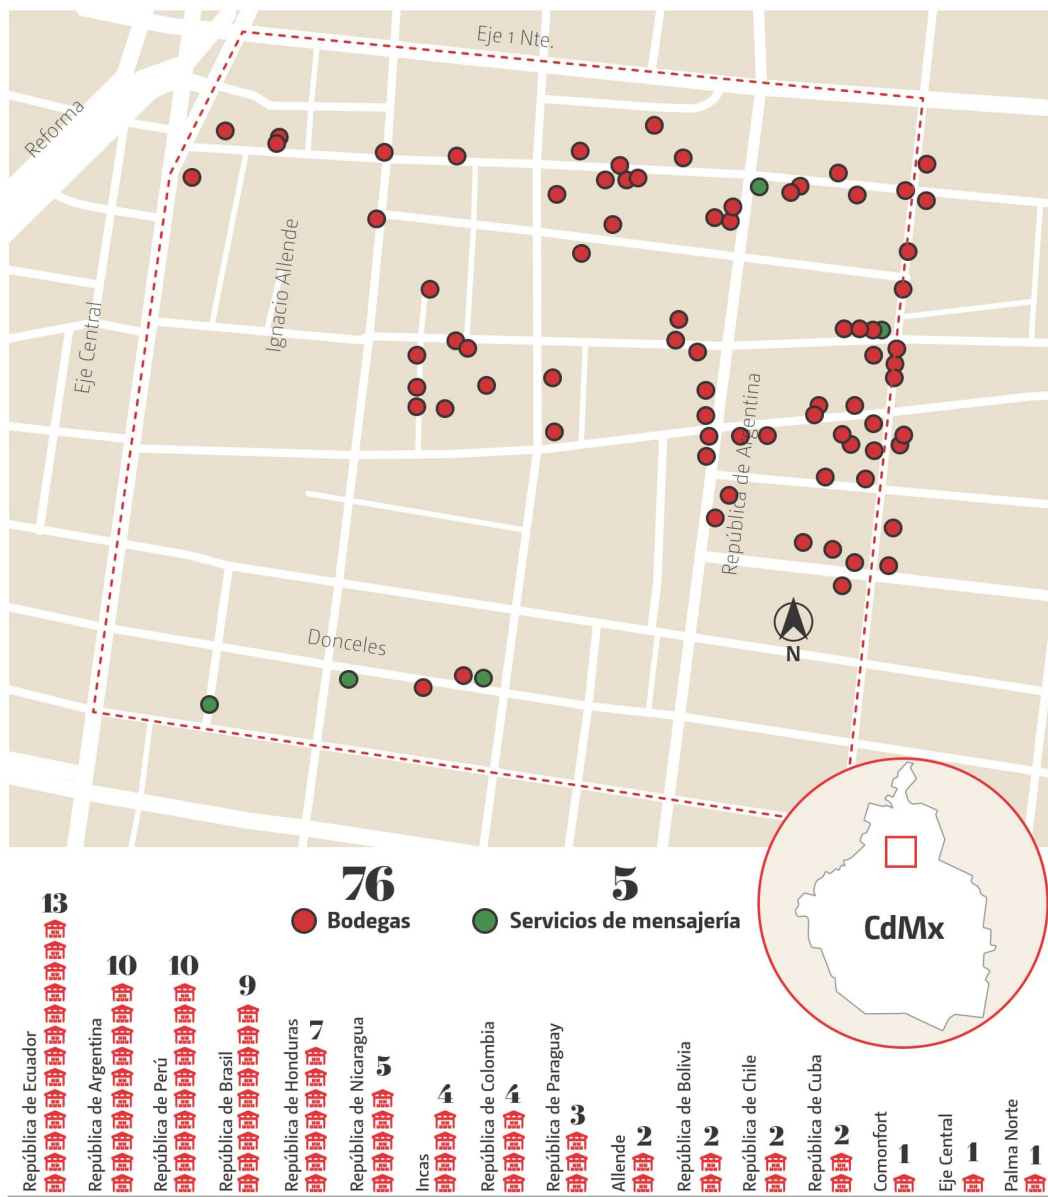 Eje 1 Nte.
Reforma
Ignacio Allende
Eje Central
República de Argentina
N
Donceles
76
Bodegas
5
Servicios de mensajería
CdMx
13
República de Ecuador
10
República de Argentina
10
República de Perú
9
República de Brasil
7
República de Honduras
5
República de Nicaragua
4
Incas
4
República de Colombia
3
República de Paraguay
2
Allende
2
República de Bolivia
2
República de Chile
2
República de Cuba
1
Comonfort
1
Eje Central
1
Palma Norte